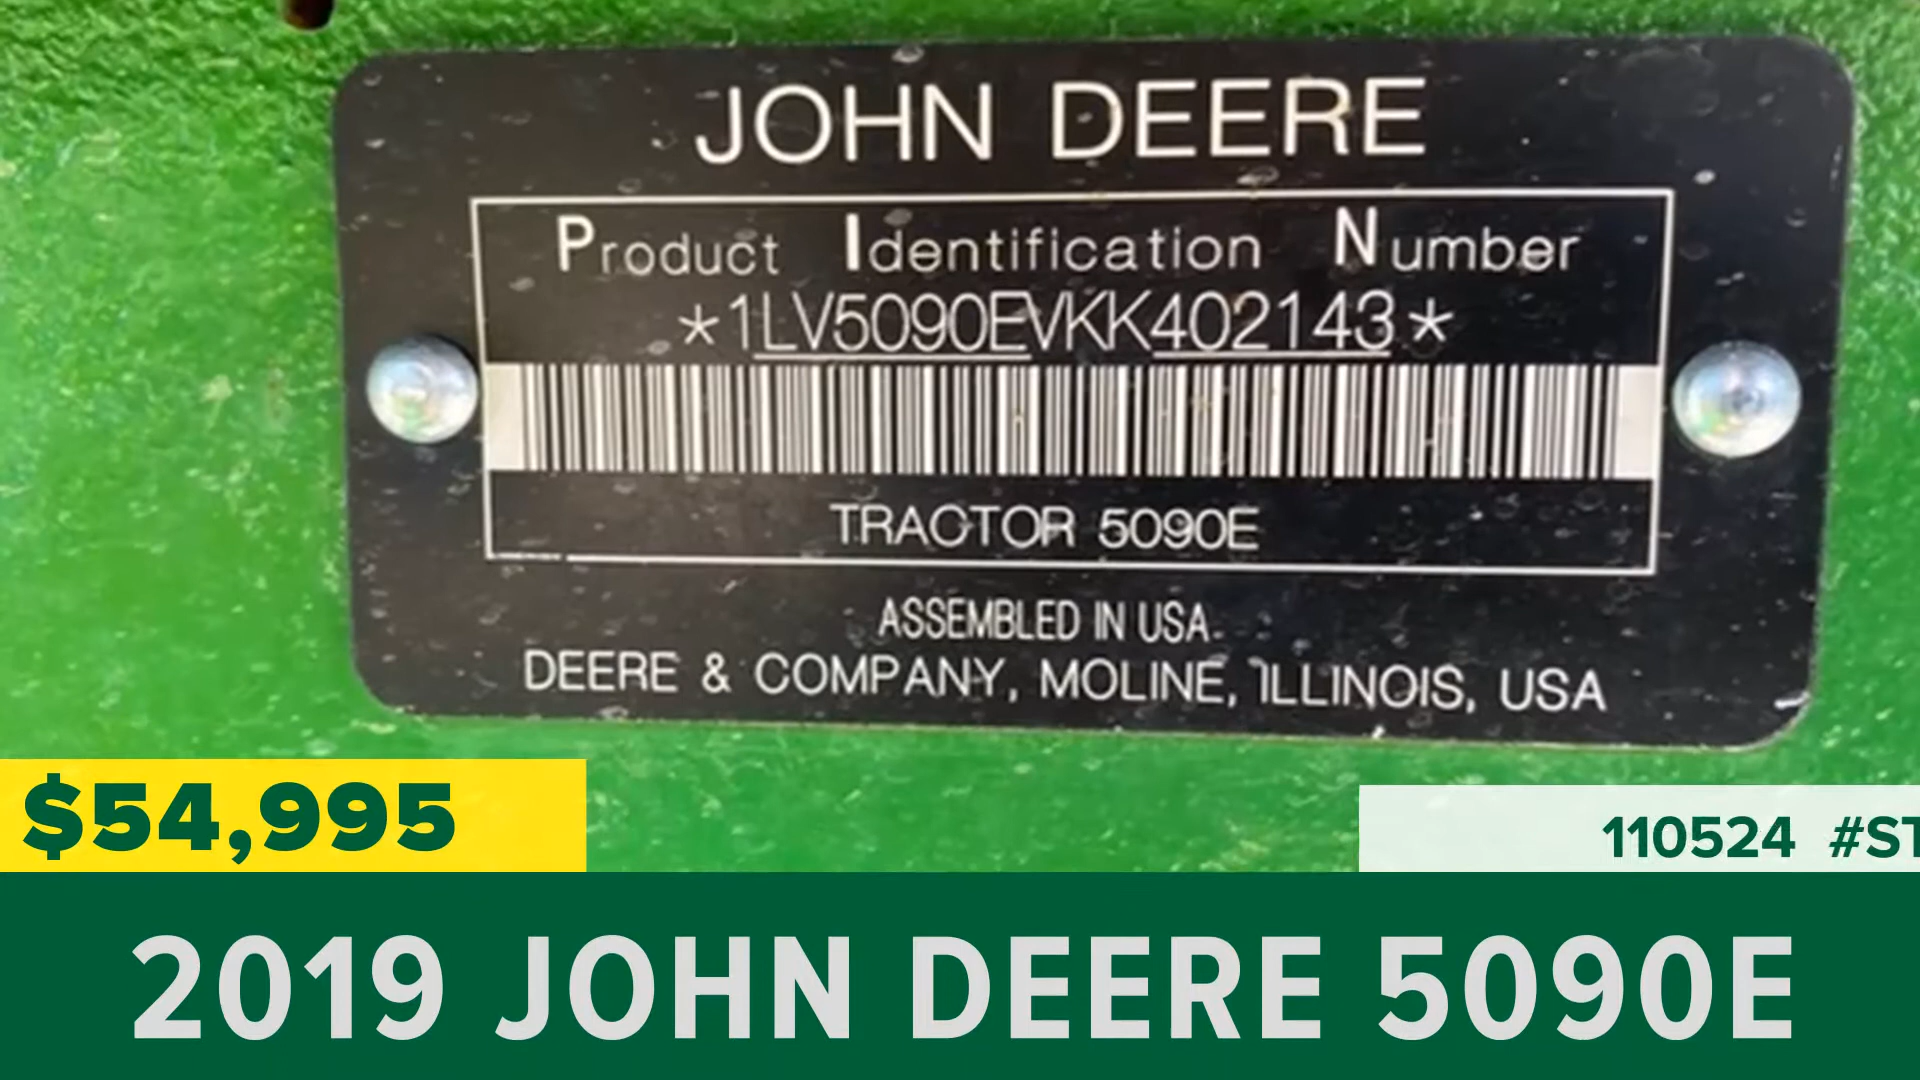 JOHN DEERE
Product Identification Number
*1LV5090EVKK402143*
TRACTOR 5090E
ASSEMBLED IN USA
DEERE & COMPANY, MOLINE, ILLINOIS, USA
$54,995
110524 #ST
2019 JOHN DEERE 5090E